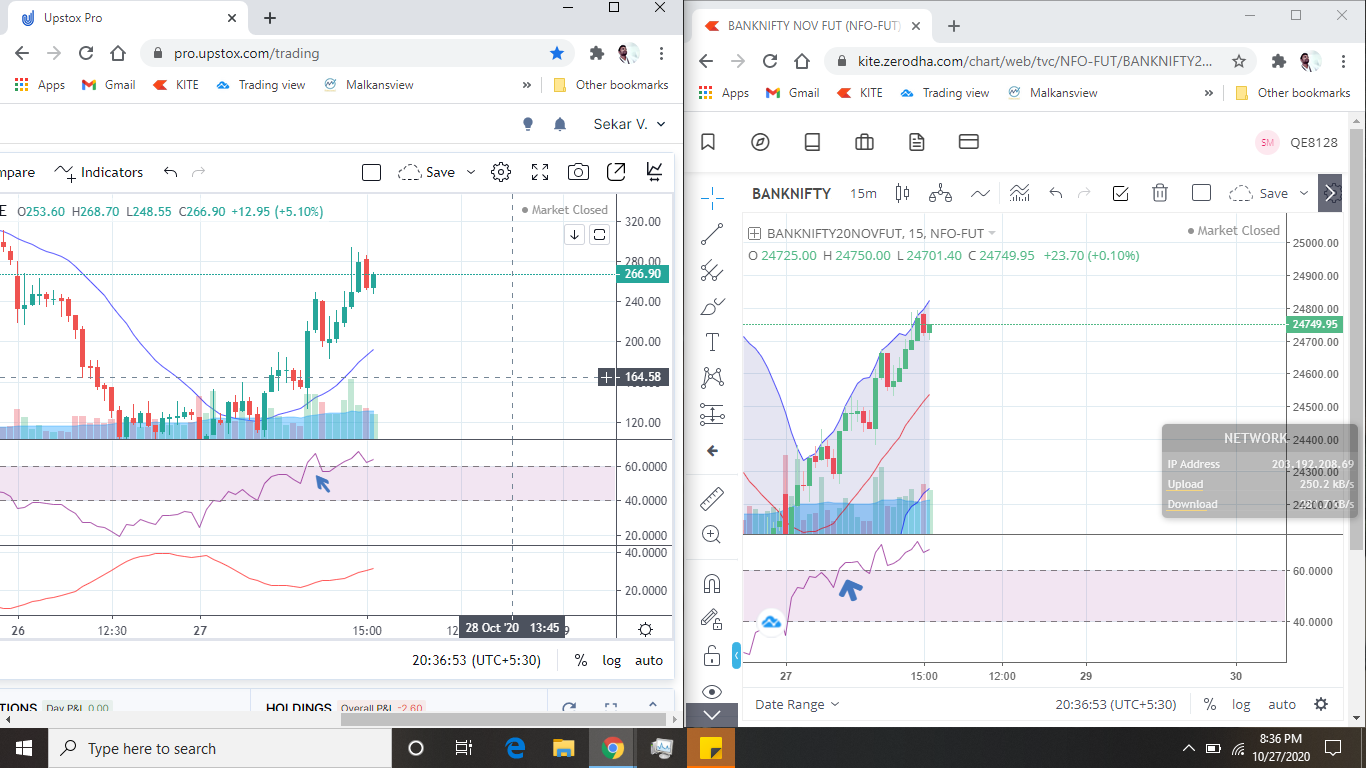 Upstox Pro
pro.upstox.com/trading
Apps Gmail KITE Trading view Malkansview » Other bookmarks
Sekar V.
mpare Indicators Save
E O253.60 H268.70 L248.55 C266.90 +12.95 (+5.10%)
Market Closed
320.00
280.00
266.90
240.00
200.00
164.58
120.00
60.0000
40.0000
20.0000
40.0000
20.0000
26 12:30 27 15:00 28 Oct '20 13:45
20:36:53 (UTC+5:30) % log auto
TIONS Day P&L 0.00 HOLDINGS Overall P&L -2.60
BANKNIFTY NOV FUT (NFO-FUT)
kite.zerodha.com/chart/web/tvc/NFO-FUT/BANKNIFTY2...
Apps Gmail KITE Trading view Malkansview » Other bookmarks
SM QE8128
BANKNIFTY 15m Save
BANKNIFTY20NOVFUT, 15, NFO-FUT
Market Closed
O 24725.00 H 24750.00 L 24701.40 C 24749.95 +23.70 (+0.10%)
25000.00
24900.00
24800.00
24749.95
24700.00
24600.00
24500.00
24400.00
24300.00
NETWORK
IP Address 203.192.208.69
Upload 250.2 kB/s
Download
60.0000
40.0000
27 15:00 12:00 29 30
Date Range 20:36:53 (UTC+5:30) % log auto
Type here to search
8:36 PM
10/27/2020